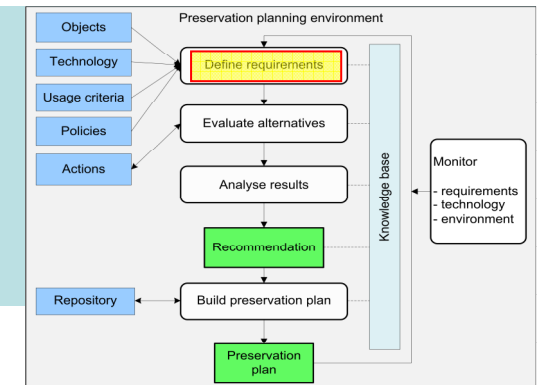 Preservation planning environment
Objects
Technology
Usage criteria
Policies
Actions
Define requirements
Evaluate alternatives
Analyse results
Recommendation
Repository
Build preservation plan
Preservation
plan
Knowledge base
Monitor
- requirements
- technology
- environment